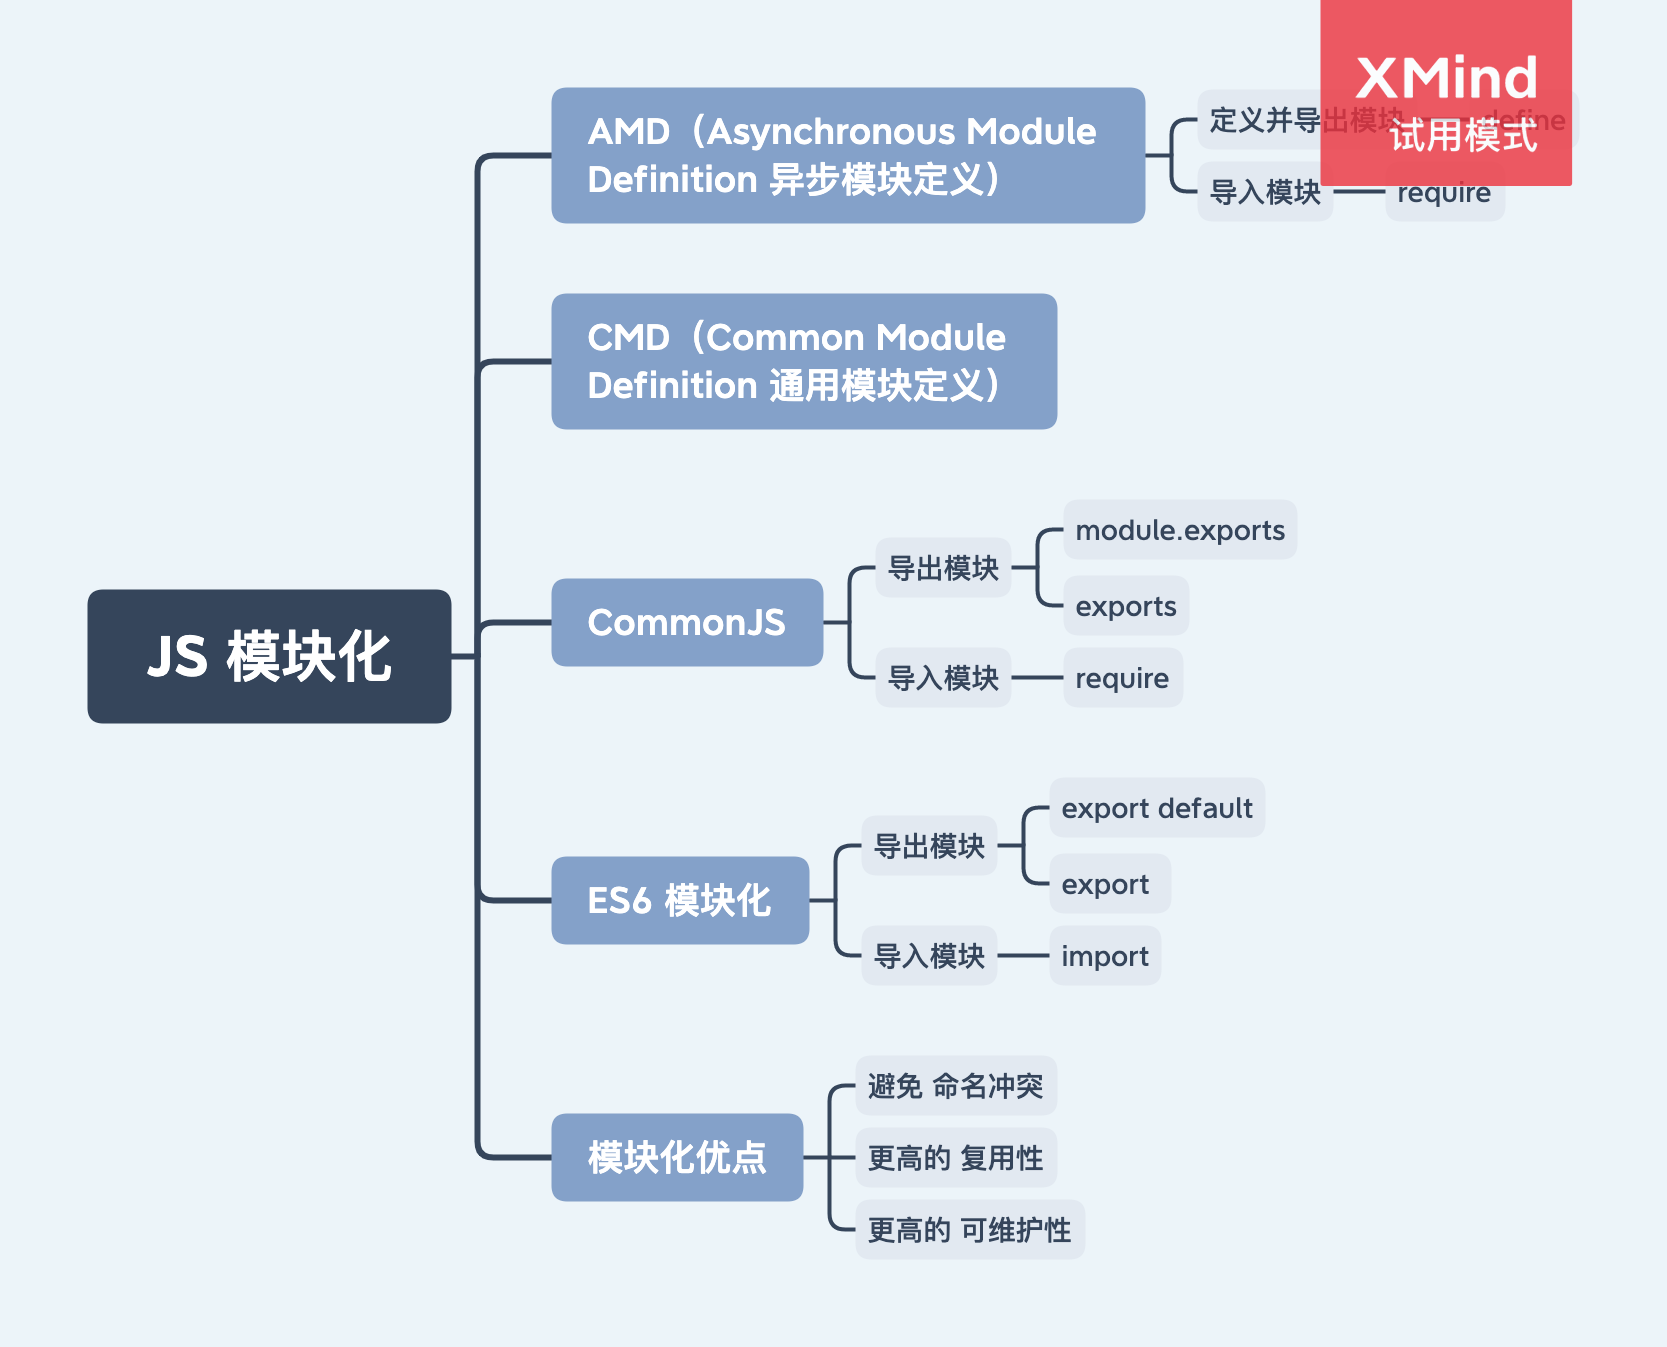 XMind
试用模式
AMD（Asynchronous Module
Definition 异步模块定义）
定义并导出模块
define
导入模块
require
CMD（Common Module
Definition 通用模块定义）
JS 模块化
CommonJS
导出模块
module.exports
exports
导入模块
require
ES6 模块化
导出模块
export default
export
导入模块
import
模块化优点
避免 命名冲突
更高的 复用性
更高的 可维护性